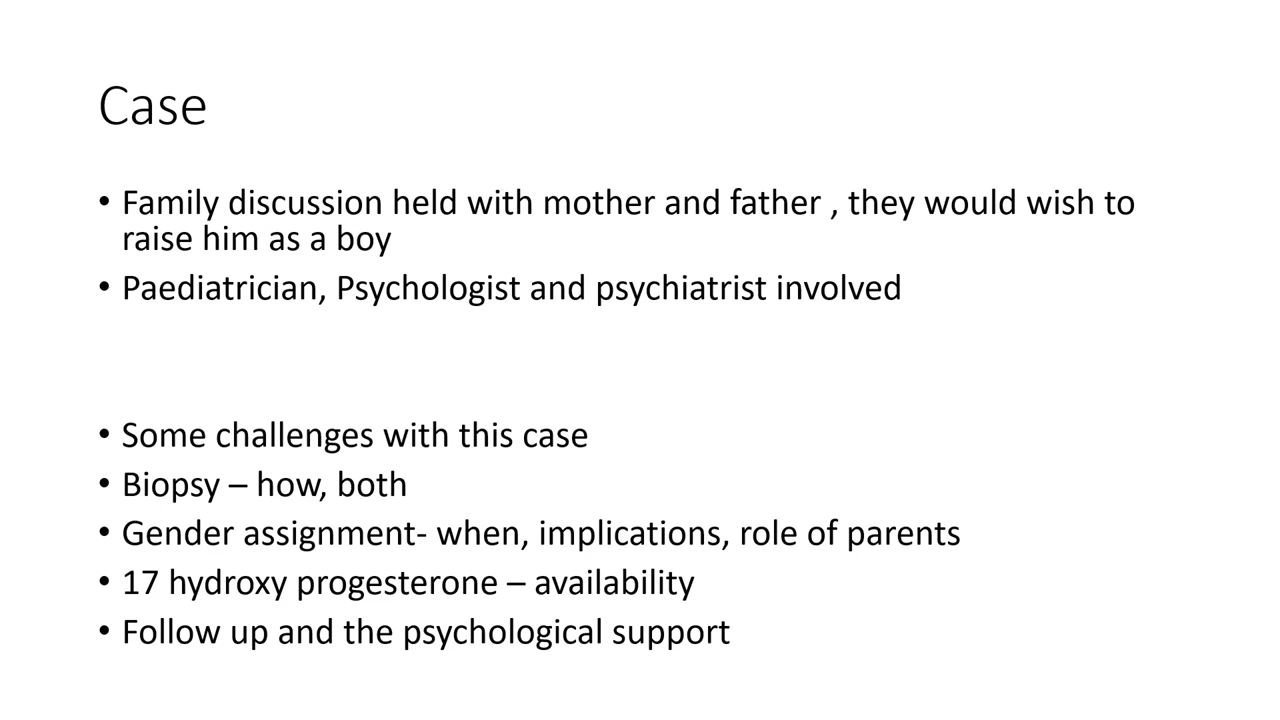 Case
• Family discussion held with mother and father , they would wish to
raise him as a boy
• Paediatrician, Psychologist and psychiatrist involved
• Some challenges with this case
• Biopsy – how, both
• Gender assignment- when, implications, role of parents
• 17 hydroxy progesterone – availability
• Follow up and the psychological support